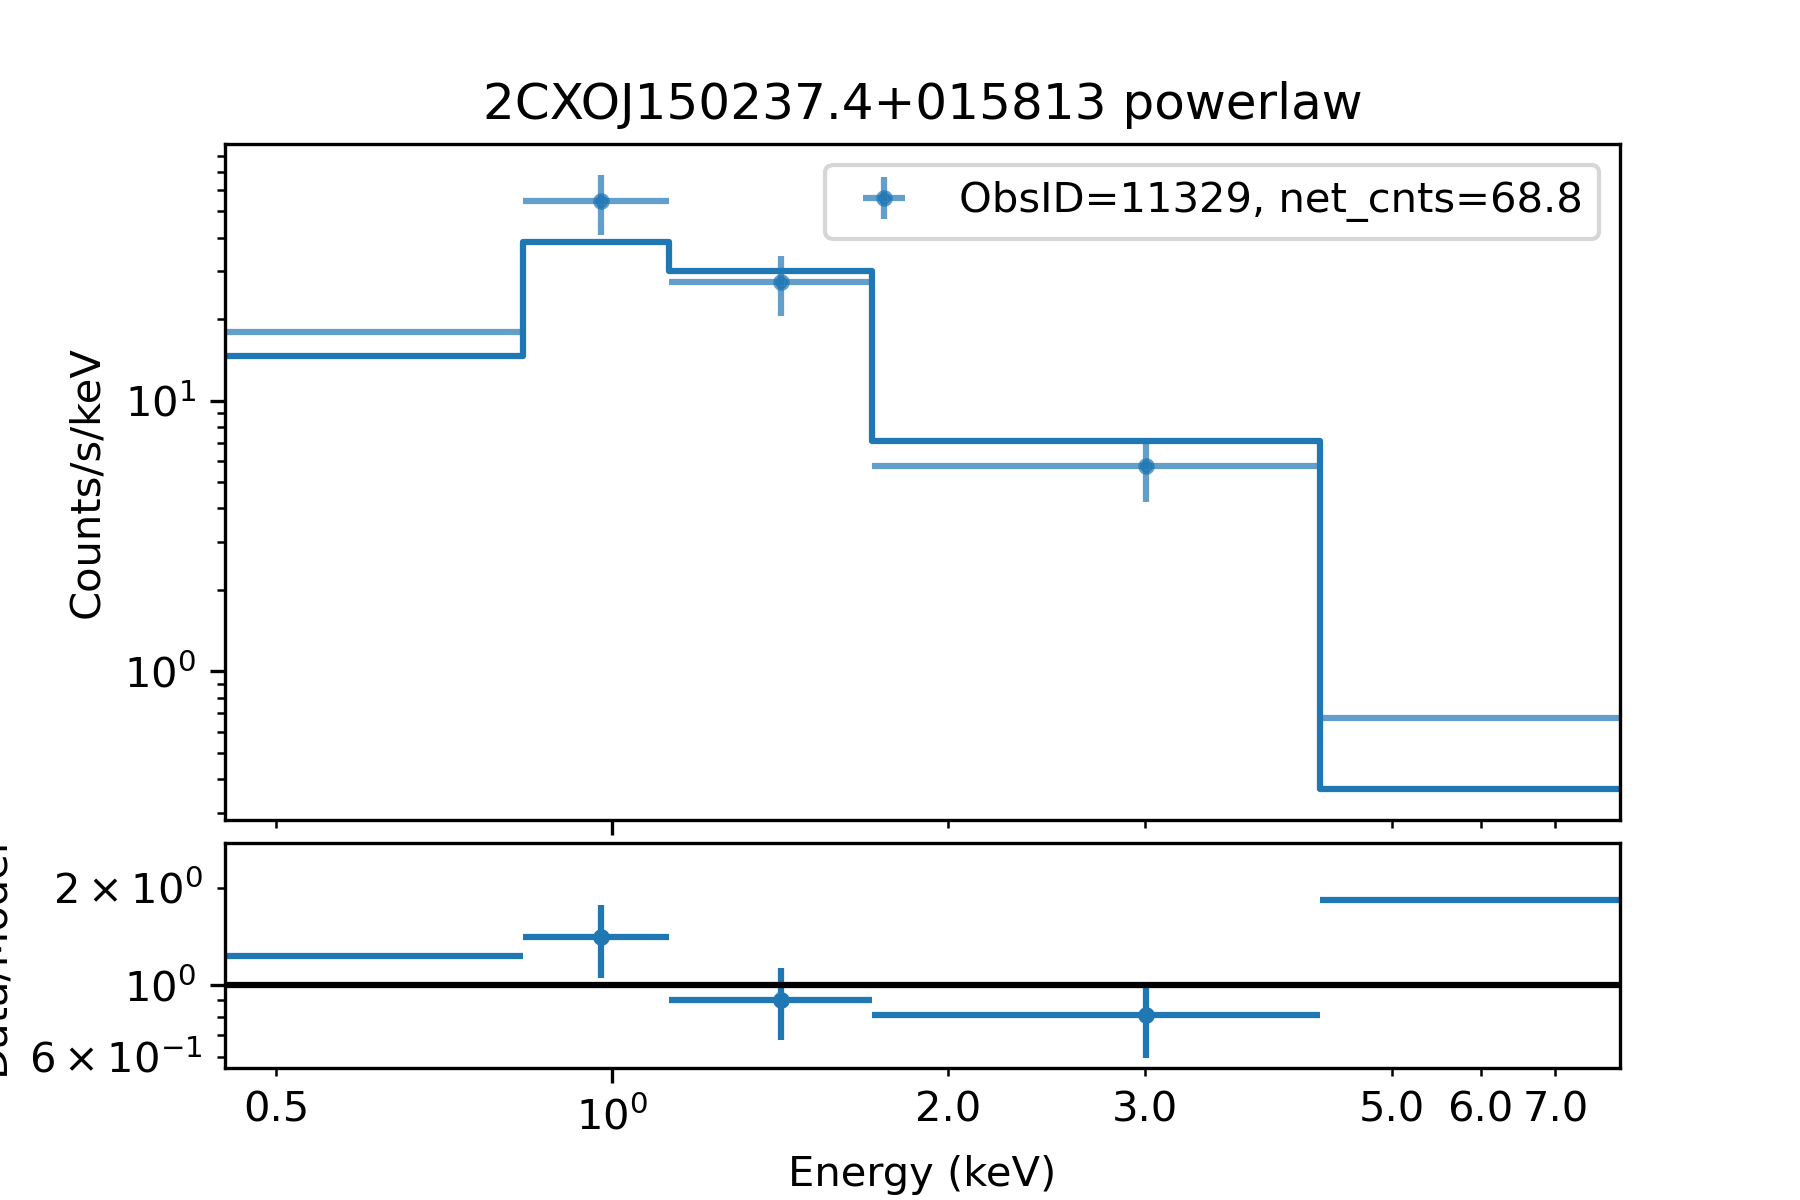 2CXOJ150237.4+015813 powerlaw
ObsID=11329, net_cnts=68.8
Counts/s/keV
10¹
10⁰
2 × 10⁰
10⁰
6 × 10⁻¹
0.5
10⁰
2.0
3.0
5.0
6.0
7.0
Energy (keV)